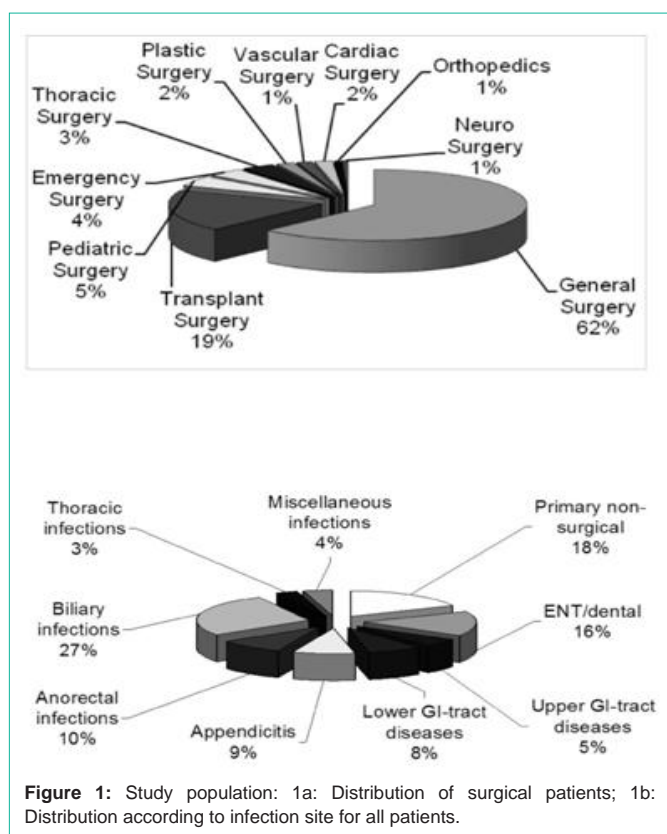 Plastic
Surgery
2%
Vascular
Surgery
1%
Cardiac
Surgery
2%
Orthopedics
1%
Thoracic
Surgery
3%
Neuro
Surgery
1%
Emergency
Surgery
4%
Pediatric
Surgery
5%
Transplant
Surgery
19%
General
Surgery
62%
Thoracic
infections
3%
Miscellaneous
infections
4%
Primary non-
surgical
18%
Biliary
infections
27%
ENT/dental
16%
Anorectal
infections
10%
Appendicitis
9%
Lower GI-tract
diseases
8%
Upper GI-tract
diseases
5%
Figure 1: Study population: 1a: Distribution of surgical patients; 1b:
Distribution according to infection site for all patients.